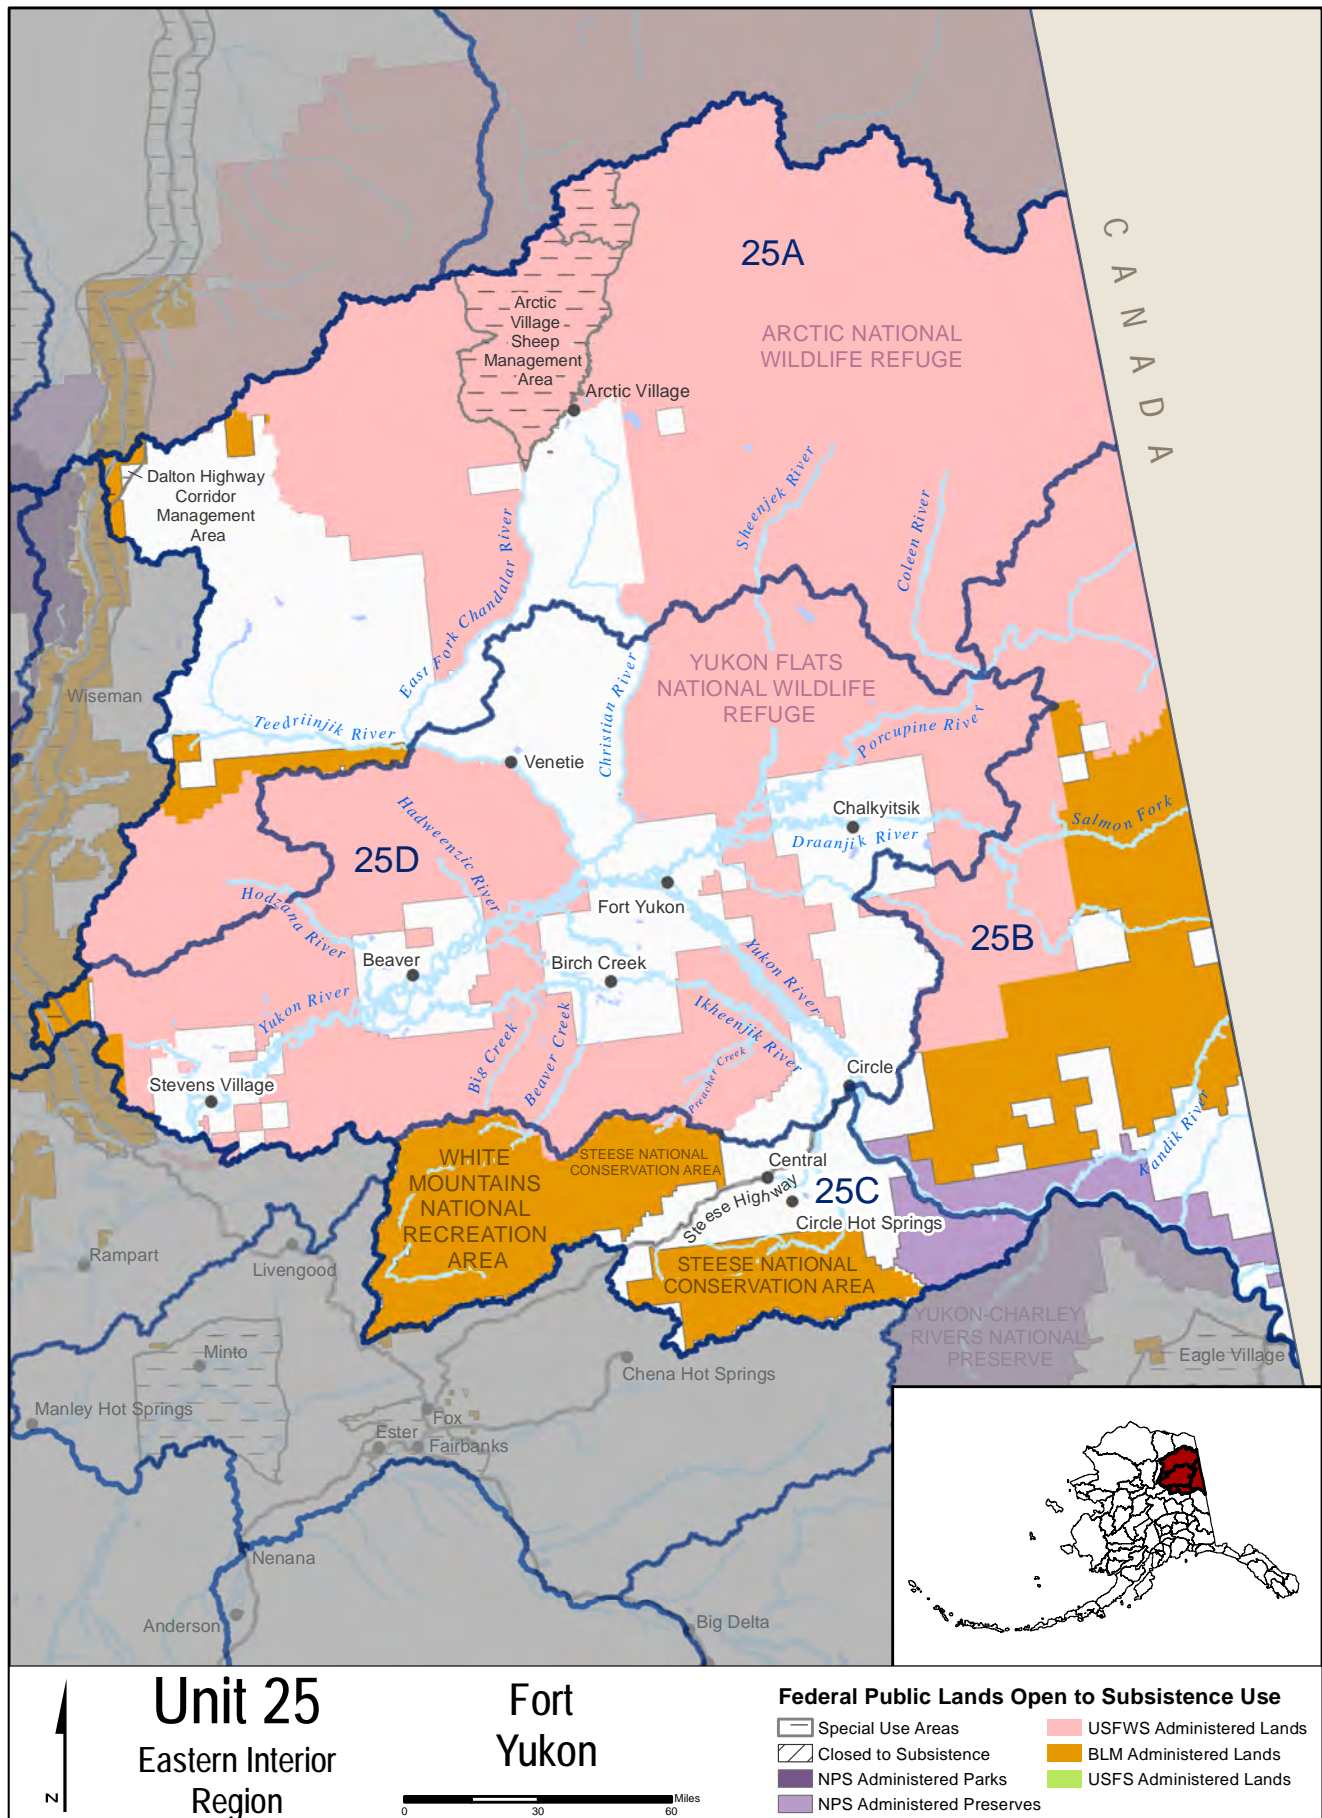 25A
CANADA
ARCTIC NATIONAL
WILDLIFE REFUGE
Arctic
Village
Sheep
Management
Area
Arctic Village
Dalton Highway
Corridor
Management
Area
Sheenjek River
Coleen River
East Fork Chandalar River
YUKON FLATS
NATIONAL WILDLIFE
REFUGE
Wiseman
Teedriinjik River
Christian River
Porcupine River
Venetie
Hadweenzic River
Chalkyitsik
Draanjik River
Salmon Fork
25D
Hodzana River
Fort Yukon
25B
Beaver
Birch Creek
Yukon River
Yukon River
Ikheenjik River
Big Creek
Beaver Creek
Preacher Creek
Circle
Stevens Village
Kandik River
WHITE
MOUNTAINS
NATIONAL
RECREATION
AREA
STEESE NATIONAL
CONSERVATION AREA
Central
25C
Steese Highway
Circle Hot Springs
STEESE NATIONAL
CONSERVATION AREA
Rampart
Livengood
YUKON-CHARLEY
RIVERS NATIONAL
PRESERVE
Minto
Eagle Village
Chena Hot Springs
Manley Hot Springs
Fox
Ester
Fairbanks
Nenana
Anderson
Big Delta
N
Unit 25
Eastern Interior
Region
Fort
Yukon
0 30 60 Miles
Federal Public Lands Open to Subsistence Use
Special Use Areas
Closed to Subsistence
NPS Administered Parks
NPS Administered Preserves
USFWS Administered Lands
BLM Administered Lands
USFS Administered Lands